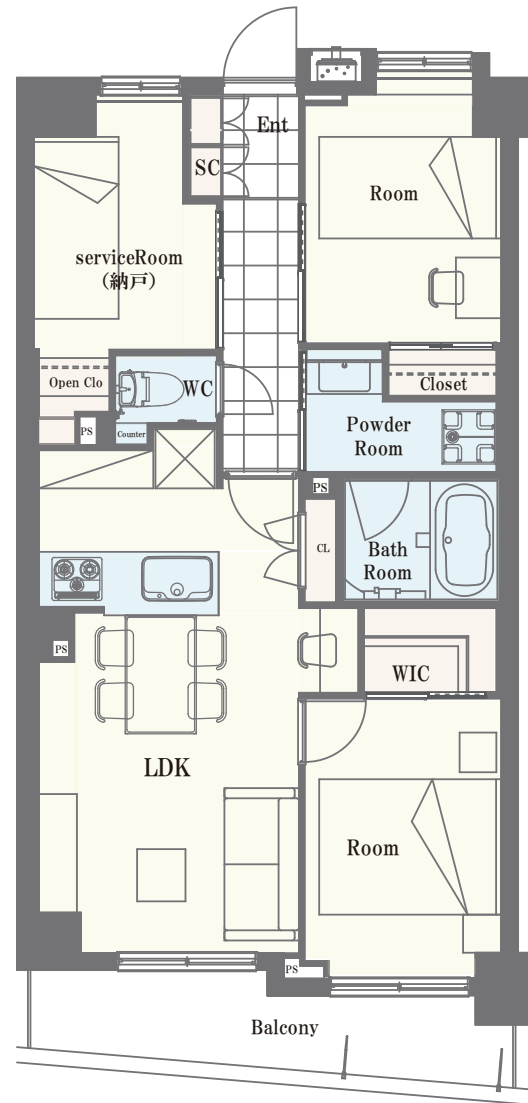 Ent
SC
Room
serviceRoom
（納戸）
Open Clo
WC
Closet
PS
Counter
Powder
Room
PS
CL
Bath
Room
PS
WIC
LDK
Room
PS
Balcony